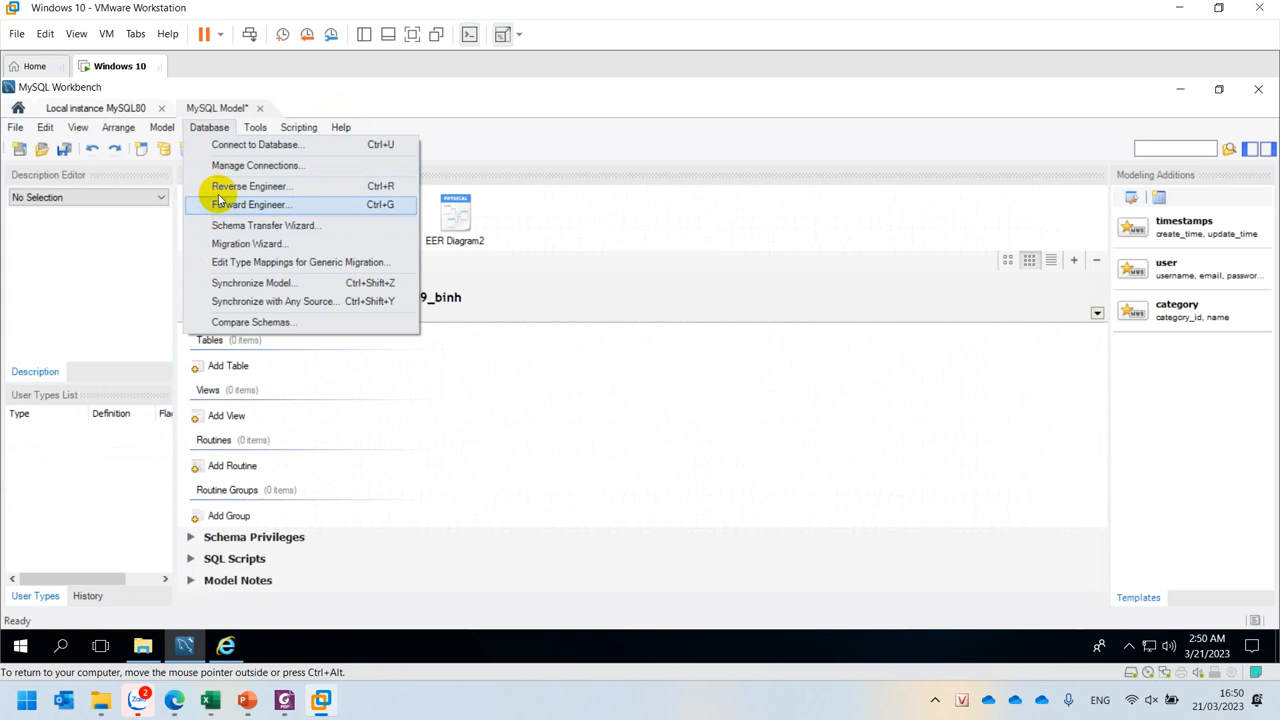 Windows 10 - VMware Workstation
File Edit View VM Tabs Help
Home
Windows 10
MySQL Workbench
Local instance MySQL80
MySQL Model*
File Edit View Arrange Model Database Tools Scripting Help
Connect to Database... Ctrl+U
Manage Connections...
Reverse Engineer... Ctrl+R
Forward Engineer... Ctrl+G
Schema Transfer Wizard...
Migration Wizard...
Edit Type Mappings for Generic Migration...
Synchronize Model... Ctrl+Shift+Z
Synchronize with Any Source... Ctrl+Shift+Y
Compare Schemas...
Description Editor
No Selection
Description
User Types List
Type Definition Flag
User Types History
PHYSICAL
EER Diagram2
9_binh
Tables (0 items)
Add Table
Views (0 items)
Add View
Routines (0 items)
Add Routine
Routine Groups (0 items)
Add Group
Schema Privileges
SQL Scripts
Model Notes
Modeling Additions
timestamps
create_time, update_time
user
username, email, passwor...
category
category_id, name
Templates
Ready
2:50 AM
3/21/2023
To return to your computer, move the mouse pointer outside or press Ctrl+Alt.
2
ENG
16:50
21/03/2023